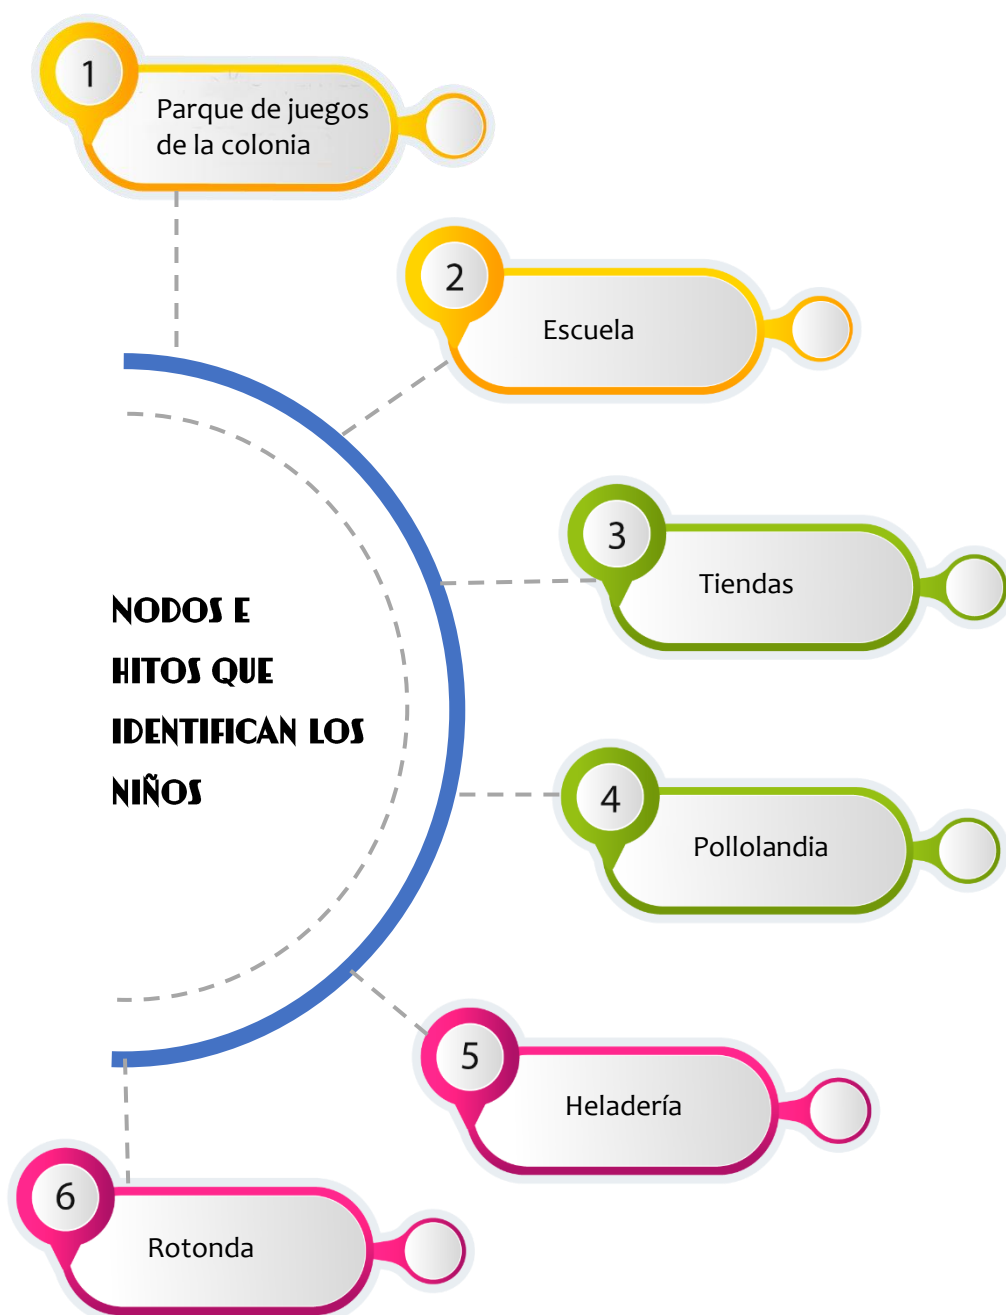 1
Parque de juegos
de la colonia
2
Escuela
3
Tiendas
NODOS E
HITOS QUE
IDENTIFICAN LOS
NIÑOS
4
Pollolandia
5
Heladería
6
Rotonda